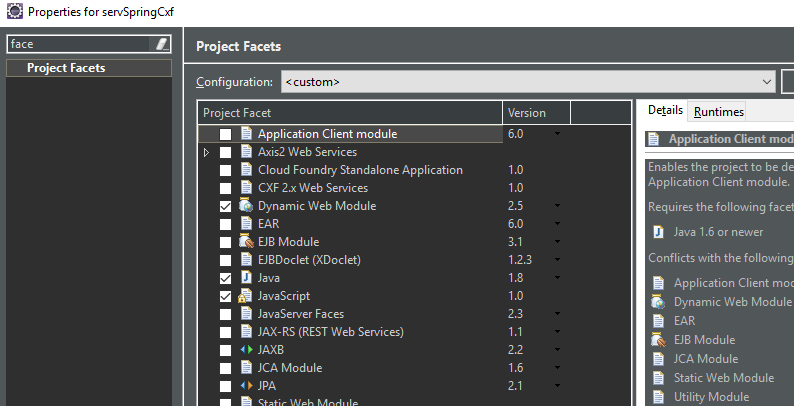 Properties for servSpringCxf
face
Project Facets
Project Facets
Configuration: <custom>
Project Facet Version
Application Client module 6.0
Axis2 Web Services
Cloud Foundry Standalone Application 1.0
CXF 2.x Web Services 1.0
Dynamic Web Module 2.5
EAR 6.0
EJB Module 3.1
EJBDoclet (XDoclet) 1.2.3
Java 1.8
JavaScript 1.0
JavaServer Faces 2.3
JAX-RS (REST Web Services) 1.1
JAXB 2.2
JCA Module 1.6
JPA 2.1
Static Web Module
Details Runtimes
Application Client mod
Enables the project to be de
Application Client module.
Requires the following facet
Java 1.6 or newer
Conflicts with the following
Application Client mod
Dynamic Web Module
EAR
EJB Module
JCA Module
Static Web Module
Utility Module